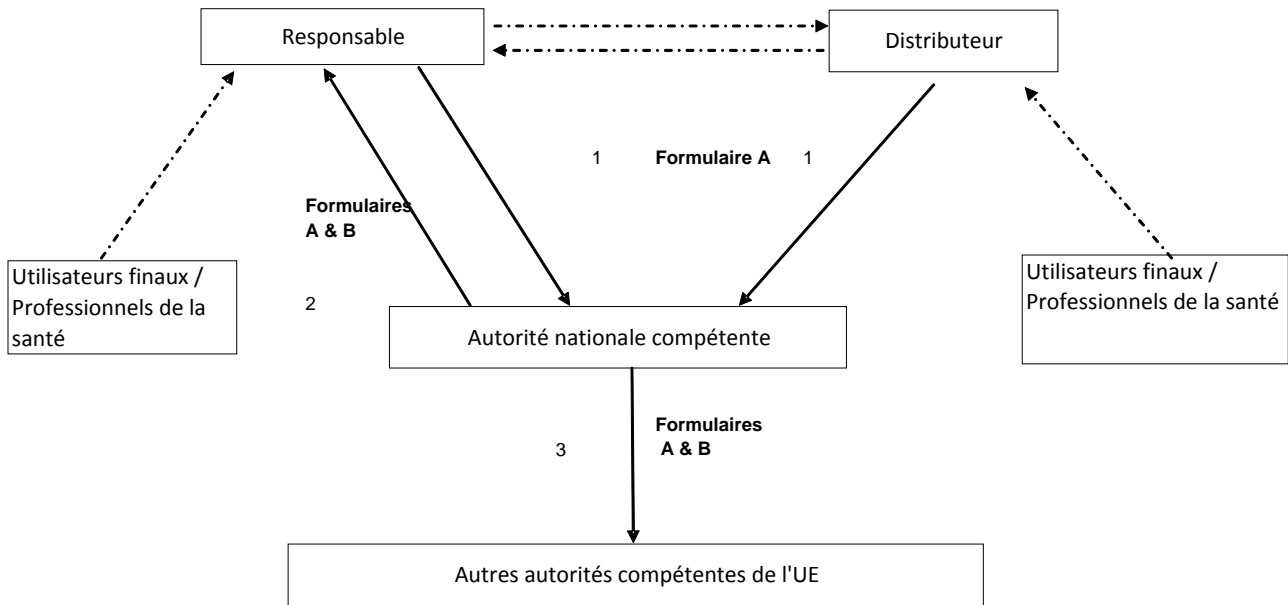 Responsable
Distributeur
1 Formulaire A 1
Formulaires
A & B
Utilisateurs finaux /
Professionnels de la
santé
2
Utilisateurs finaux /
Professionnels de la santé
Autorité nationale compétente
3
Formulaires
A & B
Autres autorités compétentes de l'UE